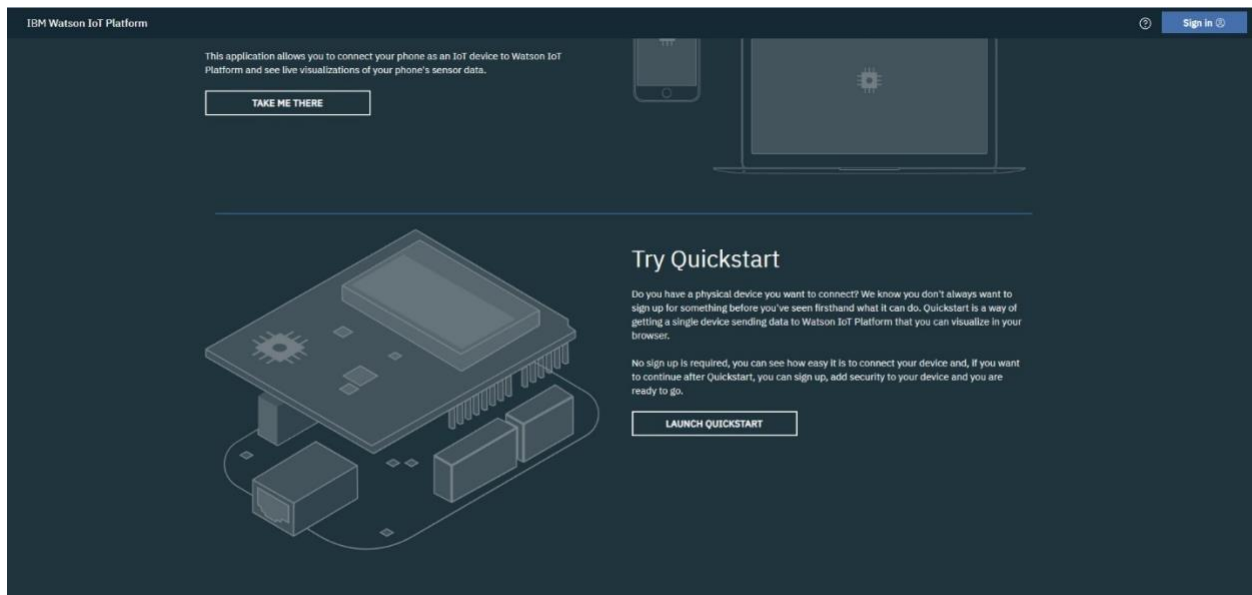 IBM Watson IoT Platform
Sign in
This application allows you to connect your phone as an IoT device to Watson IoT
Platform and see live visualizations of your phone's sensor data.
TAKE ME THERE
Try Quickstart
Do you have a physical device you want to connect? We know you don't always want to
sign up for something before you've seen firsthand what it can do. Quickstart is a way of
getting a single device sending data to Watson IoT Platform that you can visualize in your
browser.
No sign up is required, you can see how easy it is to connect your device and, if you want
to continue after Quickstart, you can sign up, add security to your device and you are
ready to go.
LAUNCH QUICKSTART